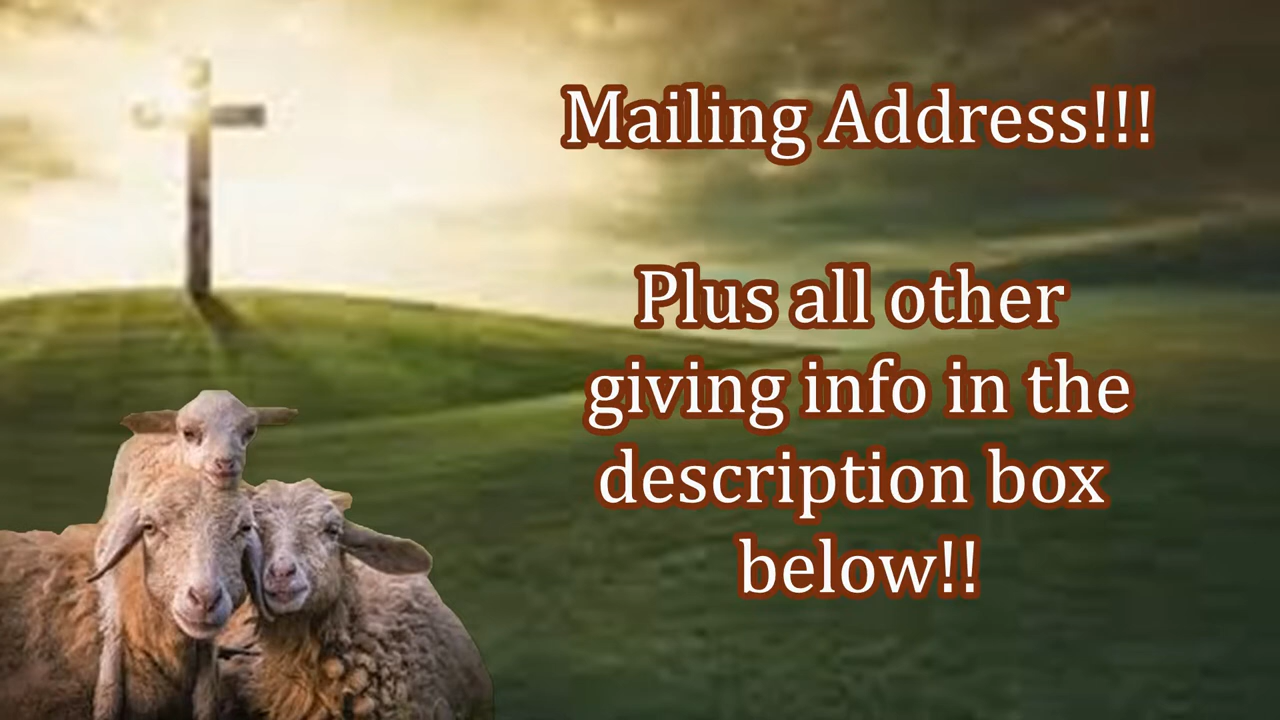 Mailing Address!!!
Plus all other
giving info in the
description box
below!!